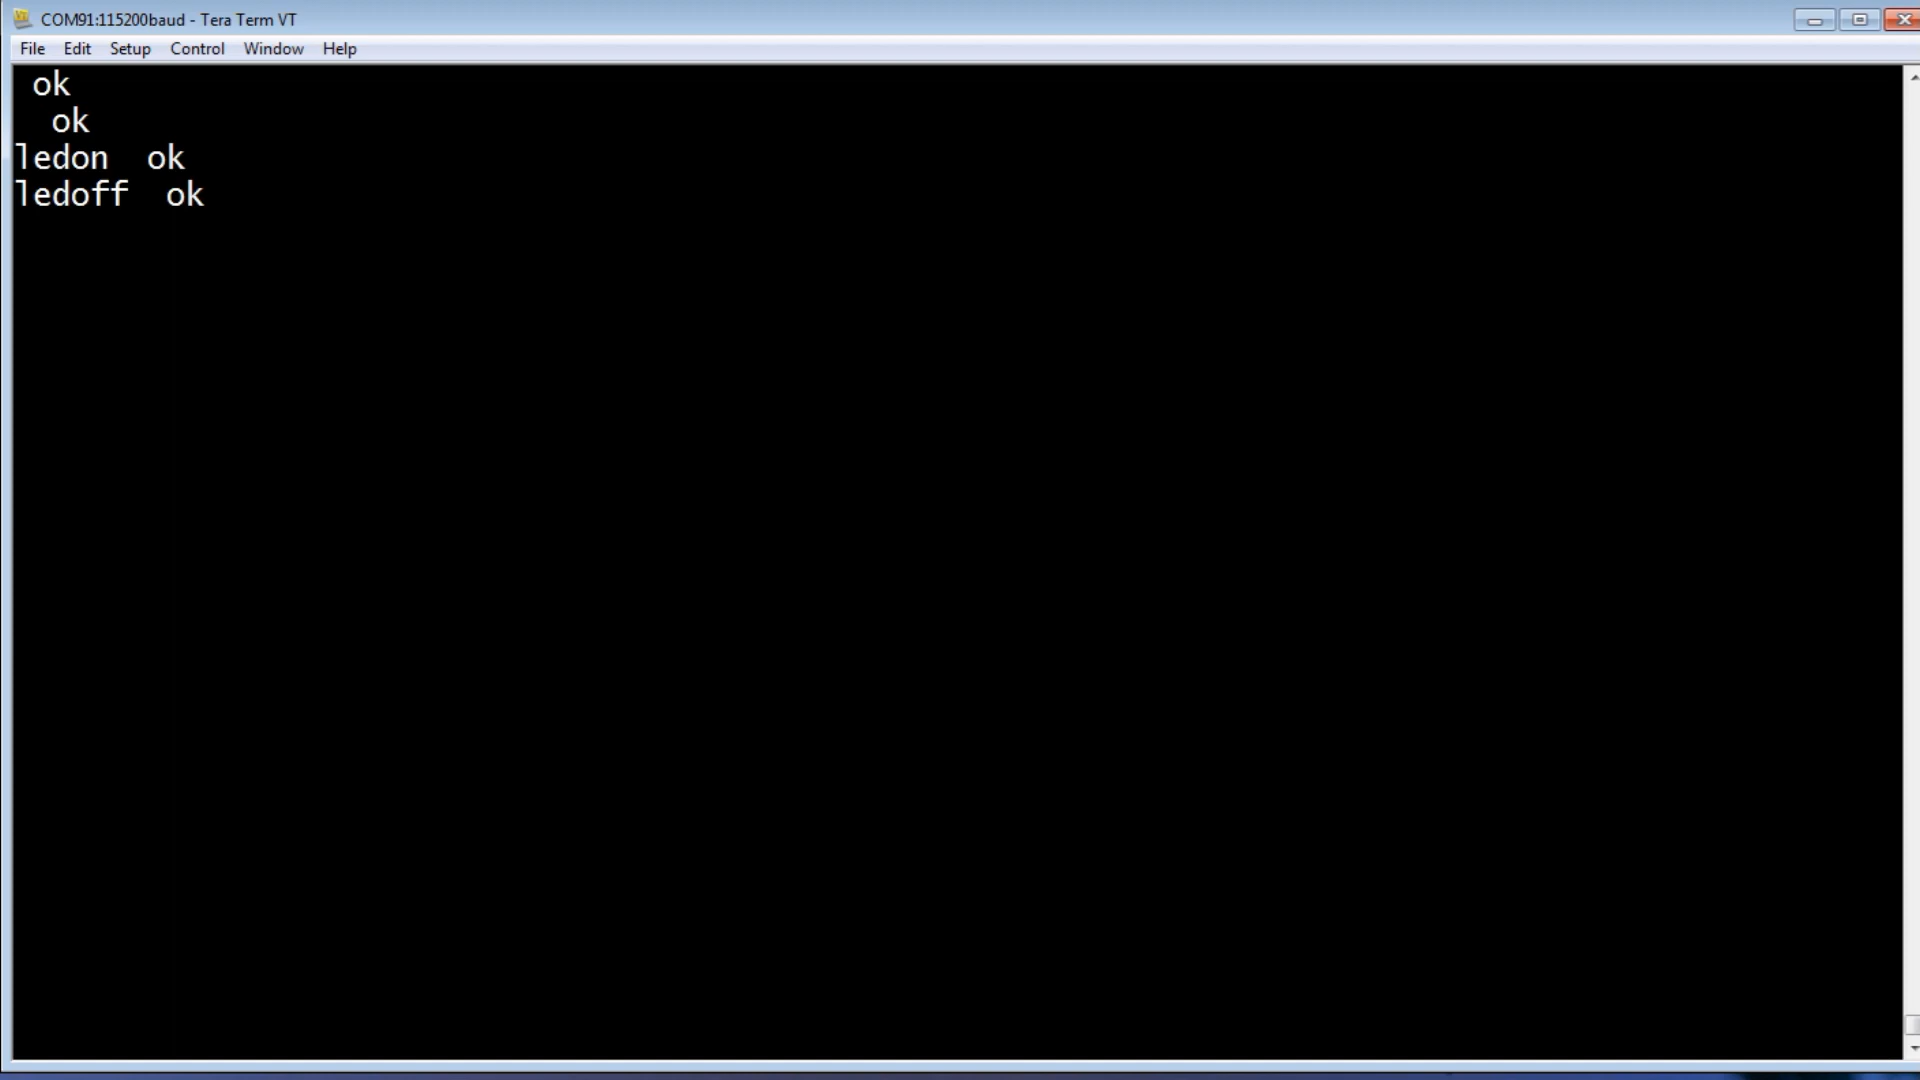 COM91:115200baud - Tera Term VT
File Edit Setup Control Window Help
ok
ok
ledon ok
ledoff ok